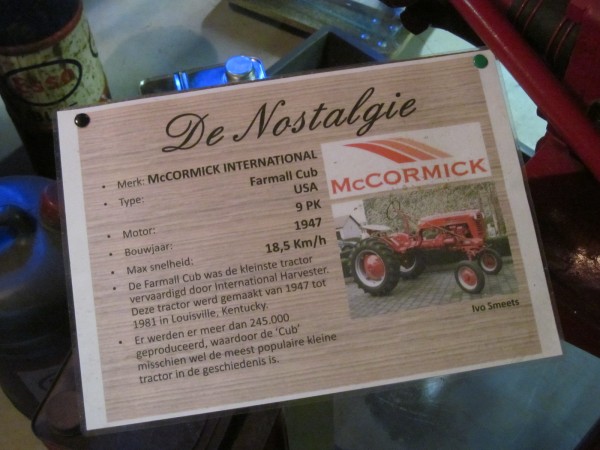 De Nostalgie
• Merk: McCORMICK INTERNATIONAL
• Type: Farmall Cub
USA
9 PK
• Motor: 1947
• Bouwjaar: 18,5 Km/h
• Max snelheid:
• De Farmall Cub was de kleinste tractor
vervaardigd door International Harvester.
Deze tractor werd gemaakt van 1947 tot
1981 in Louisville, Kentucky.
• Er werden er meer dan 245.000
geproduceerd, waardoor de 'Cub'
misschien wel de meest populaire kleine
tractor in de geschiedenis is.
McCORMICK
Ivo Smeets